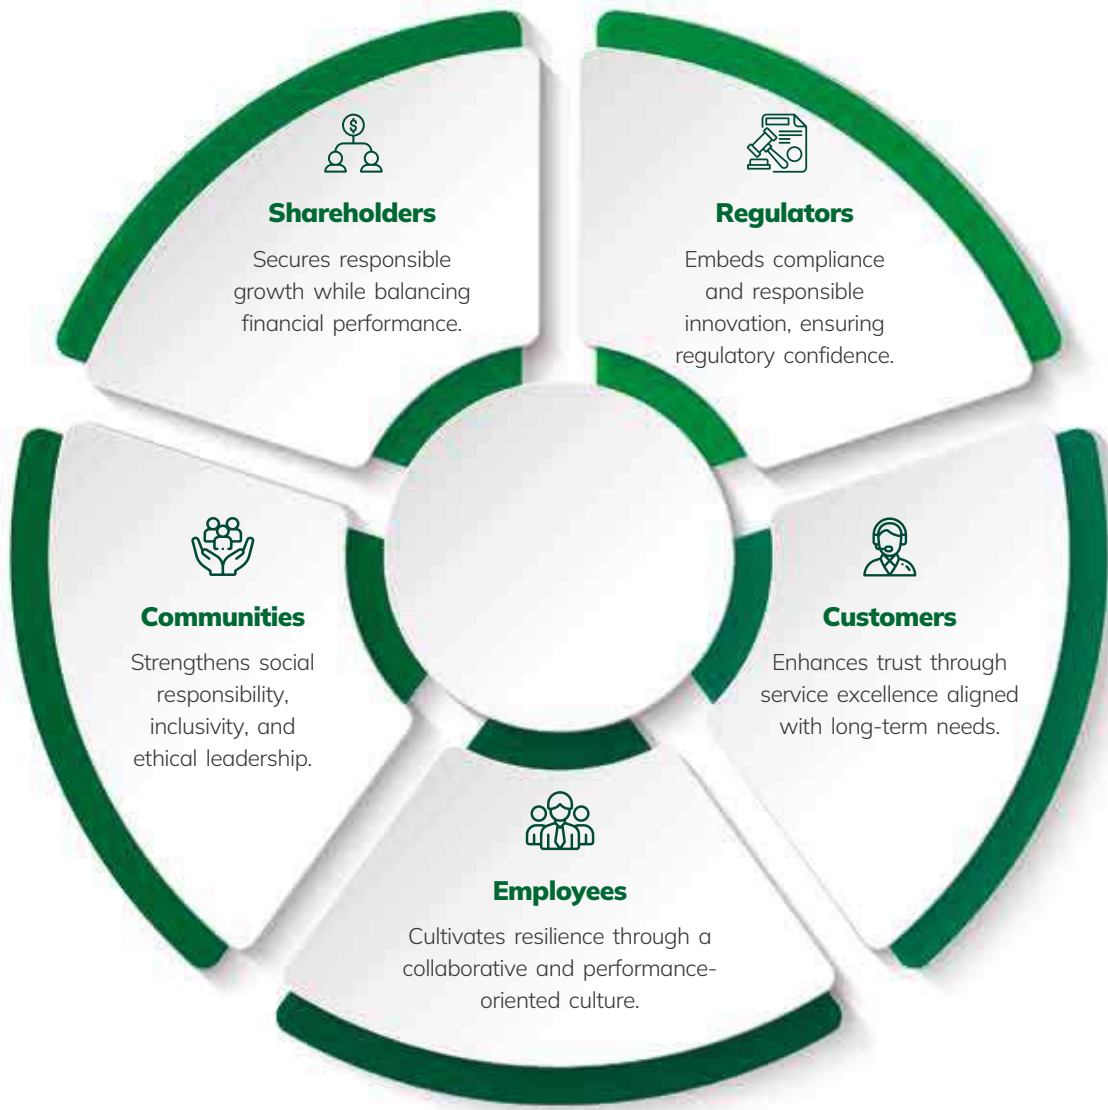 Shareholders
Secures responsible
growth while balancing
financial performance.
Regulators
Embeds compliance
and responsible
innovation, ensuring
regulatory confidence.
Communities
Strengthens social
responsibility,
inclusivity, and
ethical leadership.
Customers
Enhances trust through
service excellence aligned
with long-term needs.
Employees
Cultivates resilience through a
collaborative and performance-
oriented culture.